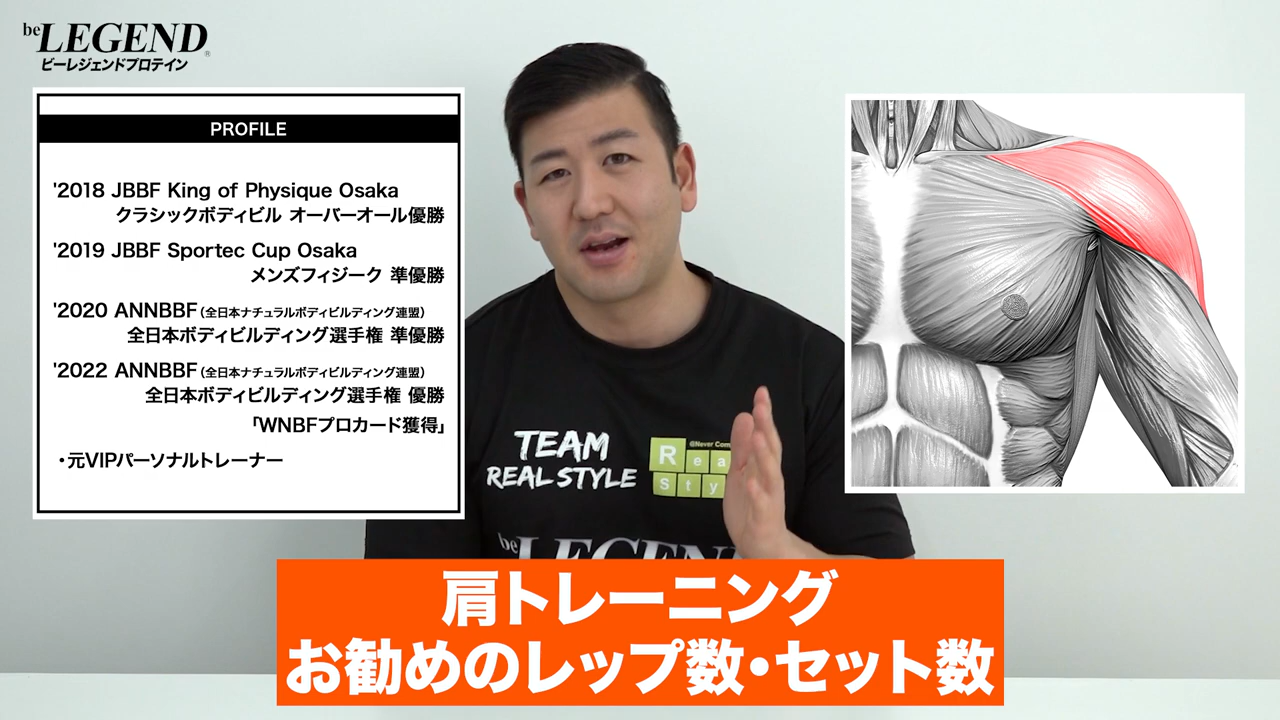 be LEGEND®
ビーレジェンドプロテイン
PROFILE
'2018 JBBF King of Physique Osaka
クラシックボディビル オーバーオール優勝
'2019 JBBF Sportec Cup Osaka
メンズフィジーク 準優勝
'2020 ANNBBF(全日本ナチュラルボディビルディング連盟)
全日本ボディビルディング選手権 準優勝
'2022 ANNBBF(全日本ナチュラルボディビルディング連盟)
全日本ボディビルディング選手権 優勝
「WNBFプロカード獲得」
・元VIPパーソナルトレーナー
TEAM
REAL STYLE
@Never Com
Rea
Sty
be LEGEND
肩トレーニング
お勧めのレップ数・セット数